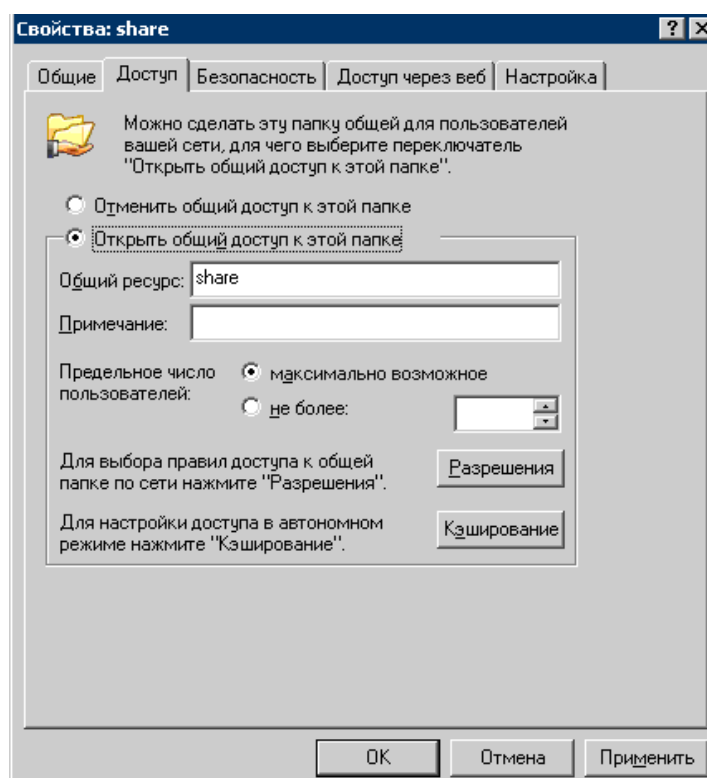 Свойства: share
Общие Доступ Безопасность Доступ через веб Настройка
Можно сделать эту папку общей для пользователей
вашей сети, для чего выберите переключатель
"Открыть общий доступ к этой папке".
Отменить общий доступ к этой папке
Открыть общий доступ к этой папке
Общий ресурс: share
Примечание:
Предельное число
пользователей:
максимально возможное
не более:
Для выбора правил доступа к общей
папке по сети нажмите "Разрешения".
Разрешения
Для настройки доступа в автономном
режиме нажмите "Кэширование".
Кэширование
OK Отмена Применить